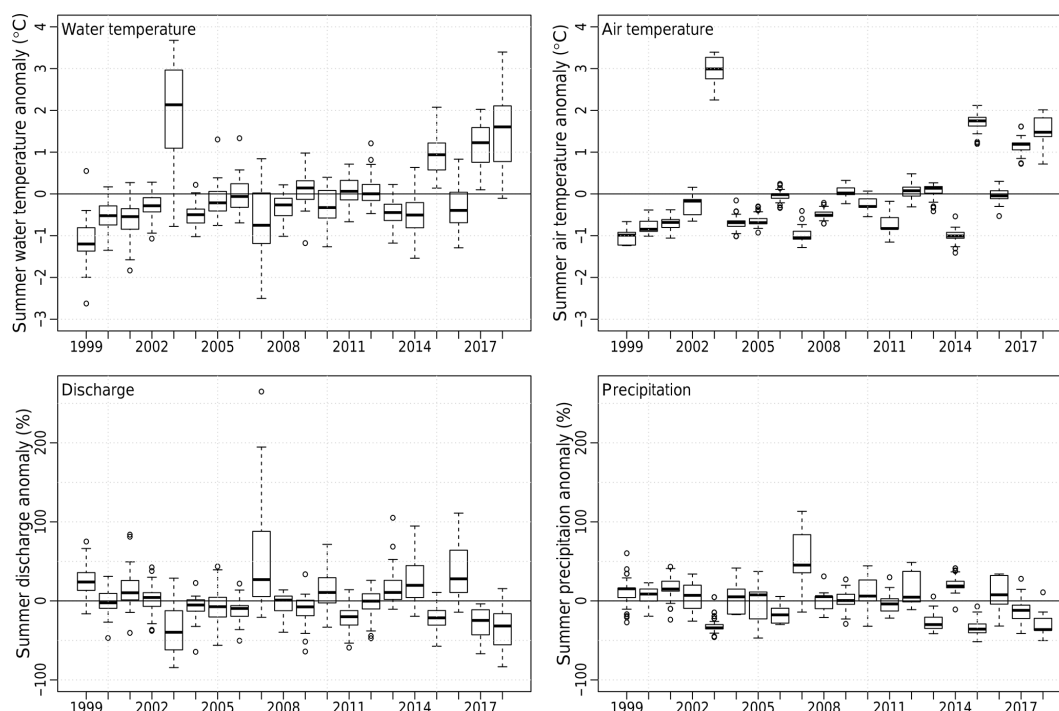 Water temperature
Summer water temperature anomaly (°C)
4
3
2
1
0
−1
−2
−3
1999 2002 2005 2008 2011 2014 2017
Air temperature
Summer air temperature anomaly (°C)
4
3
2
1
0
−1
−2
−3
1999 2002 2005 2008 2011 2014 2017
Discharge
Summer discharge anomaly (%)
200
100
0
−100
1999 2002 2005 2008 2011 2014 2017
Precipitation
Summer precipitaion anomaly (%)
200
100
0
−100
1999 2002 2005 2008 2011 2014 2017